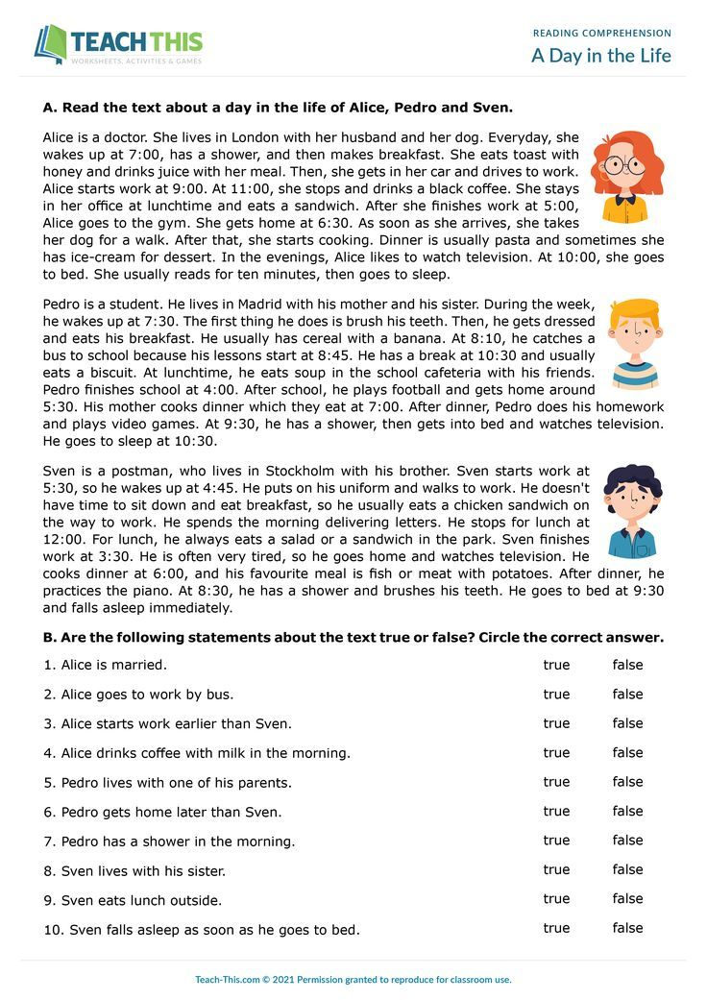 TEACH THIS
WORKSHEETS, ACTIVITIES & GAMES
READING COMPREHENSION
A Day in the Life
A. Read the text about a day in the life of Alice, Pedro and Sven.
Alice is a doctor. She lives in London with her husband and her dog. Everyday, she
wakes up at 7:00, has a shower, and then makes breakfast. She eats toast with
honey and drinks juice with her meal. Then, she gets in her car and drives to work.
Alice starts work at 9:00. At 11:00, she stops and drinks a black coffee. She stays
in her office at lunchtime and eats a sandwich. After she finishes work at 5:00,
Alice goes to the gym. She gets home at 6:30. As soon as she arrives, she takes
her dog for a walk. After that, she starts cooking. Dinner is usually pasta and sometimes she
has ice-cream for dessert. In the evenings, Alice likes to watch television. At 10:00, she goes
to bed. She usually reads for ten minutes, then goes to sleep.
Pedro is a student. He lives in Madrid with his mother and his sister. During the week,
he wakes up at 7:30. The first thing he does is brush his teeth. Then, he gets dressed
and eats his breakfast. He usually has cereal with a banana. At 8:10, he catches a
bus to school because his lessons start at 8:45. He has a break at 10:30 and usually
eats a biscuit. At lunchtime, he eats soup in the school cafeteria with his friends.
Pedro finishes school at 4:00. After school, he plays football and gets home around
5:30. His mother cooks dinner which they eat at 7:00. After dinner, Pedro does his homework
and plays video games. At 9:30, he has a shower, then gets into bed and watches television.
He goes to sleep at 10:30.
Sven is a postman, who lives in Stockholm with his brother. Sven starts work at
5:30, so he wakes up at 4:45. He puts on his uniform and walks to work. He doesn't
have time to sit down and eat breakfast, so he usually eats a chicken sandwich on
the way to work. He spends the morning delivering letters. He stops for lunch at
12:00. For lunch, he always eats a salad or a sandwich in the park. Sven finishes
work at 3:30. He is often very tired, so he goes home and watches television. He
cooks dinner at 6:00, and his favourite meal is fish or meat with potatoes. After dinner, he
practices the piano. At 8:30, he has a shower and brushes his teeth. He goes to bed at 9:30
and falls asleep immediately.
B. Are the following statements about the text true or false? Circle the correct answer.
1. Alice is married. true false
2. Alice goes to work by bus. true false
3. Alice starts work earlier than Sven. true false
4. Alice drinks coffee with milk in the morning. true false
5. Pedro lives with one of his parents. true false
6. Pedro gets home later than Sven. true false
7. Pedro has a shower in the morning. true false
8. Sven lives with his sister. true false
9. Sven eats lunch outside. true false
10. Sven falls asleep as soon as he goes to bed. true false
Teach-This.com © 2021 Permission granted to reproduce for classroom use.